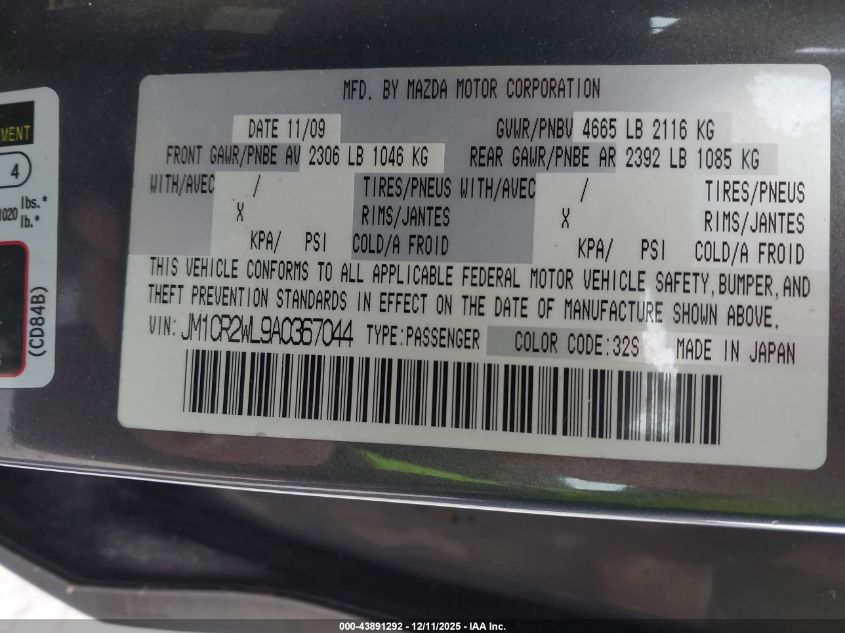 MENT
4
1020 lbs.*
lb.*
(CD84B)
MFD. BY MAZDA MOTOR CORPORATION
DATE 11/09 GVWR/PNBV 4665 LB 2116 KG
FRONT GAWR/PNBE AV 2306 LB 1046 KG REAR GAWR/PNBE AR 2392 LB 1085 KG
WITH/AVEC / TIRES/PNEUS WITH/AVEC / TIRES/PNEUS
X RIMS/JANTES X RIMS/JANTES
KPA/ PSI COLD/A FROID KPA/ PSI COLD/A FROID
THIS VEHICLE CONFORMS TO ALL APPLICABLE FEDERAL MOTOR VEHICLE SAFETY, BUMPER, AND
THEFT PREVENTION STANDARDS IN EFFECT ON THE DATE OF MANUFACTURE SHOWN ABOVE.
VIN: JM1CR2WL9A0367044 TYPE:PASSENGER COLOR CODE:32S MADE IN JAPAN
000-43891292 - 12/11/2025 - IAA Inc.